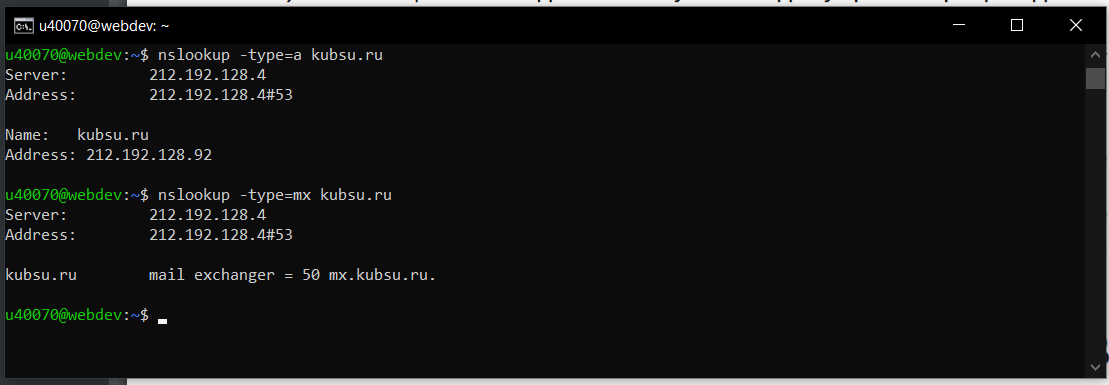 u40070@webdev: ~
u40070@webdev:~$ nslookup -type=a kubsu.ru
Server:         212.192.128.4
Address:        212.192.128.4#53
Name:   kubsu.ru
Address: 212.192.128.92
u40070@webdev:~$ nslookup -type=mx kubsu.ru
Server:         212.192.128.4
Address:        212.192.128.4#53
kubsu.ru        mail exchanger = 50 mx.kubsu.ru.
u40070@webdev:~$